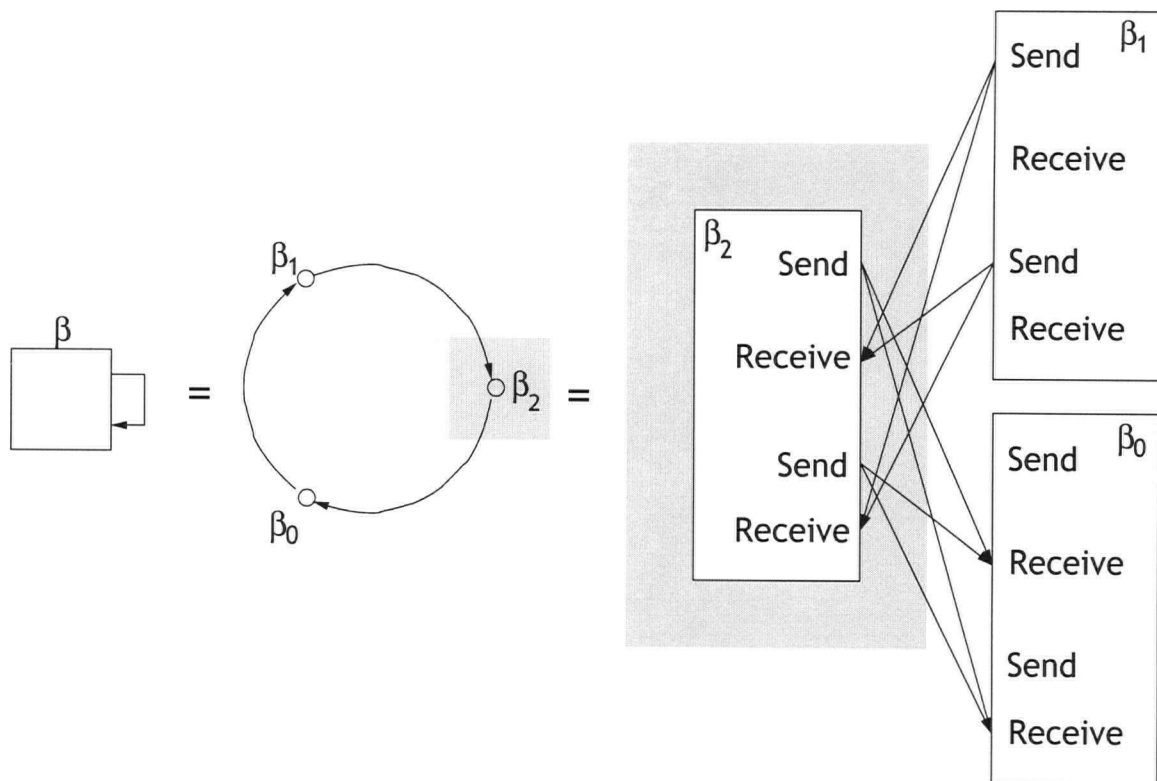 β
=
β₁
β₂
β₀
=
β₂
Send
Receive
Send
Receive
β₁
Send
Receive
Send
Receive
β₀
Send
Receive
Send
Receive